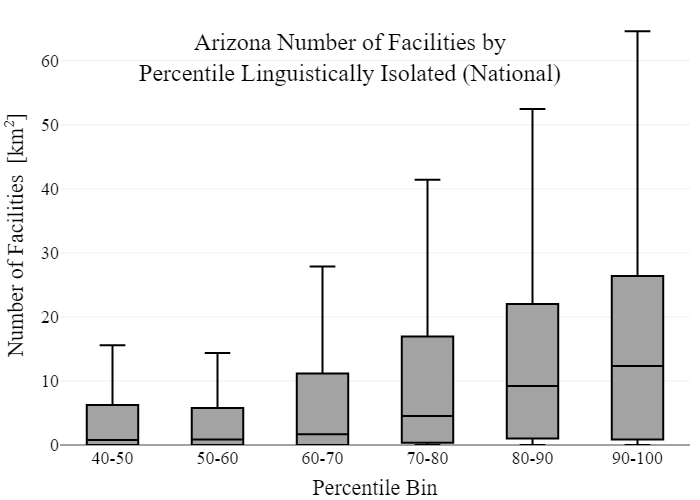 Arizona Number of Facilities by
Percentile Linguistically Isolated (National)
Number of Facilities [km²]
60
50
40
30
20
10
0
40-50 50-60 60-70 70-80 80-90 90-100
Percentile Bin